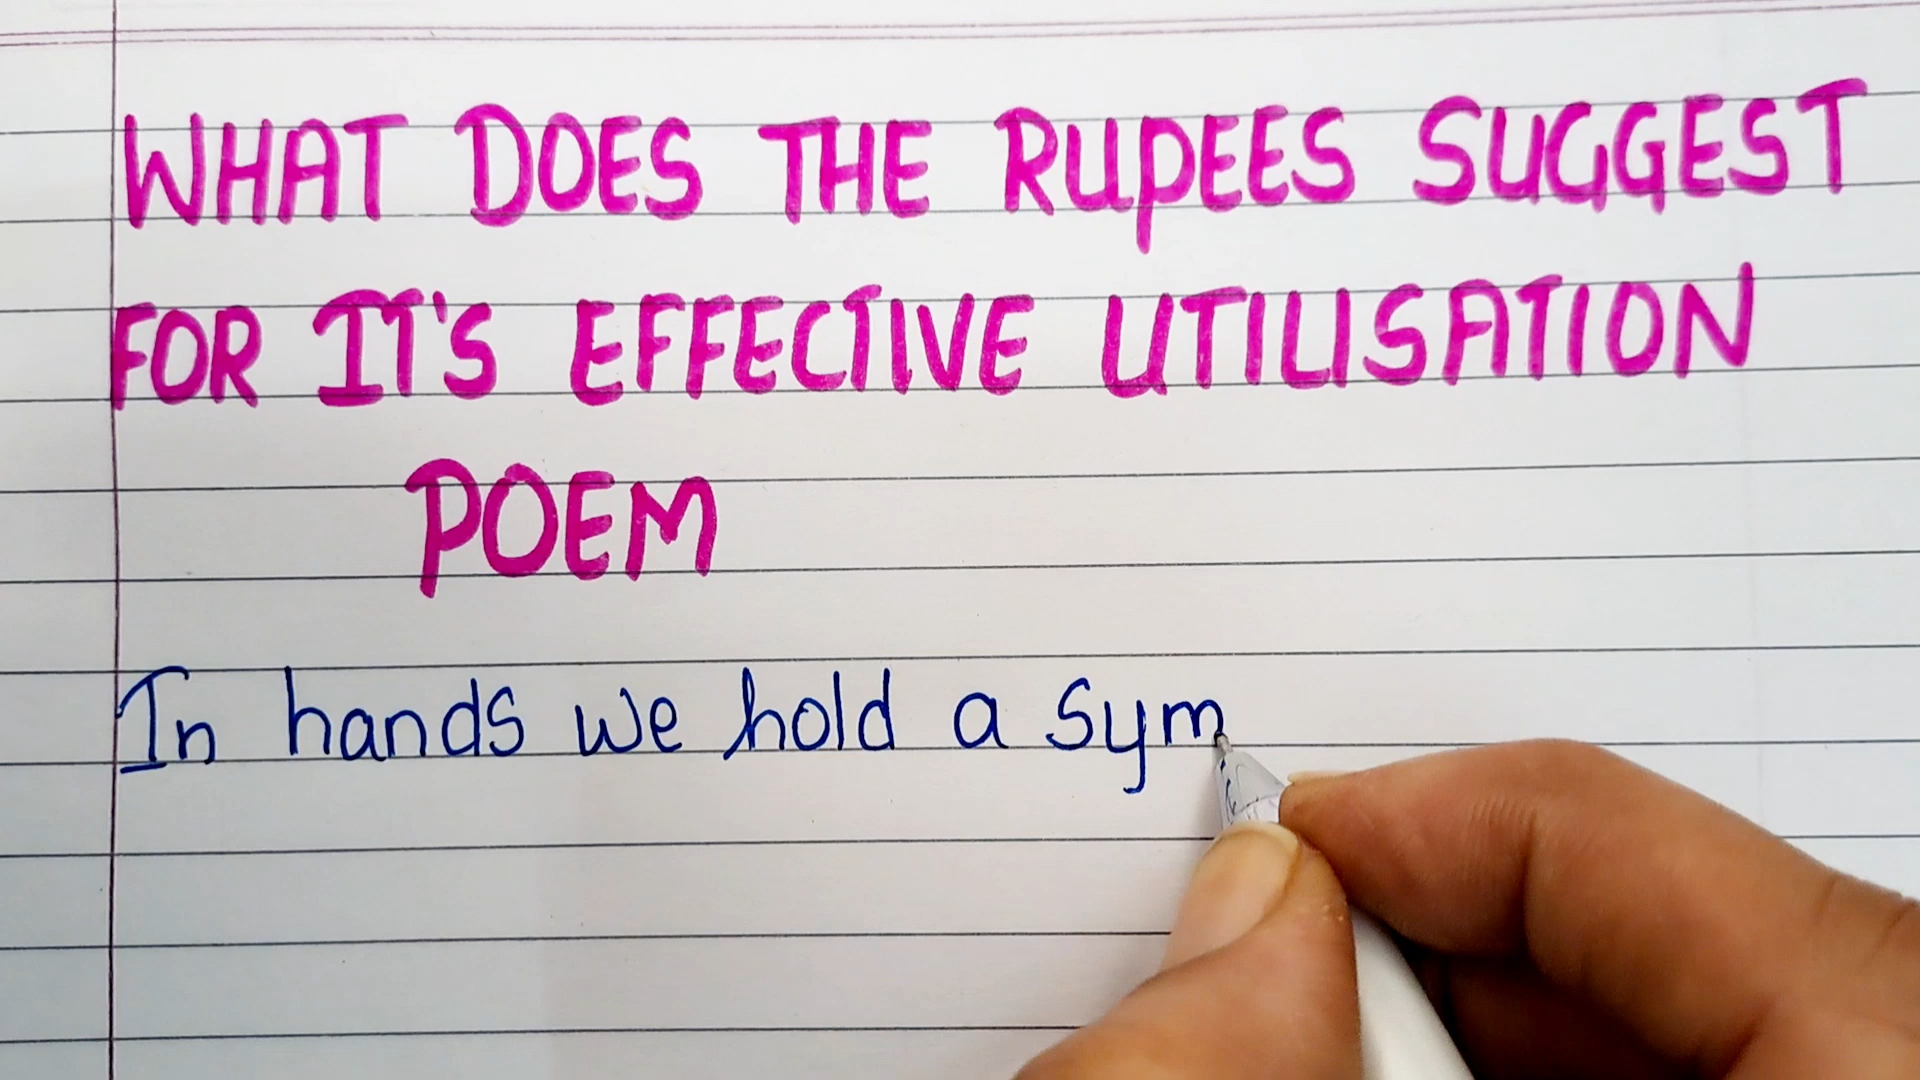 WHAT DOES THE RUPEES SUGGEST
FOR IT'S EFFECTIVE UTILISATION
POEM
In hands we hold a sym